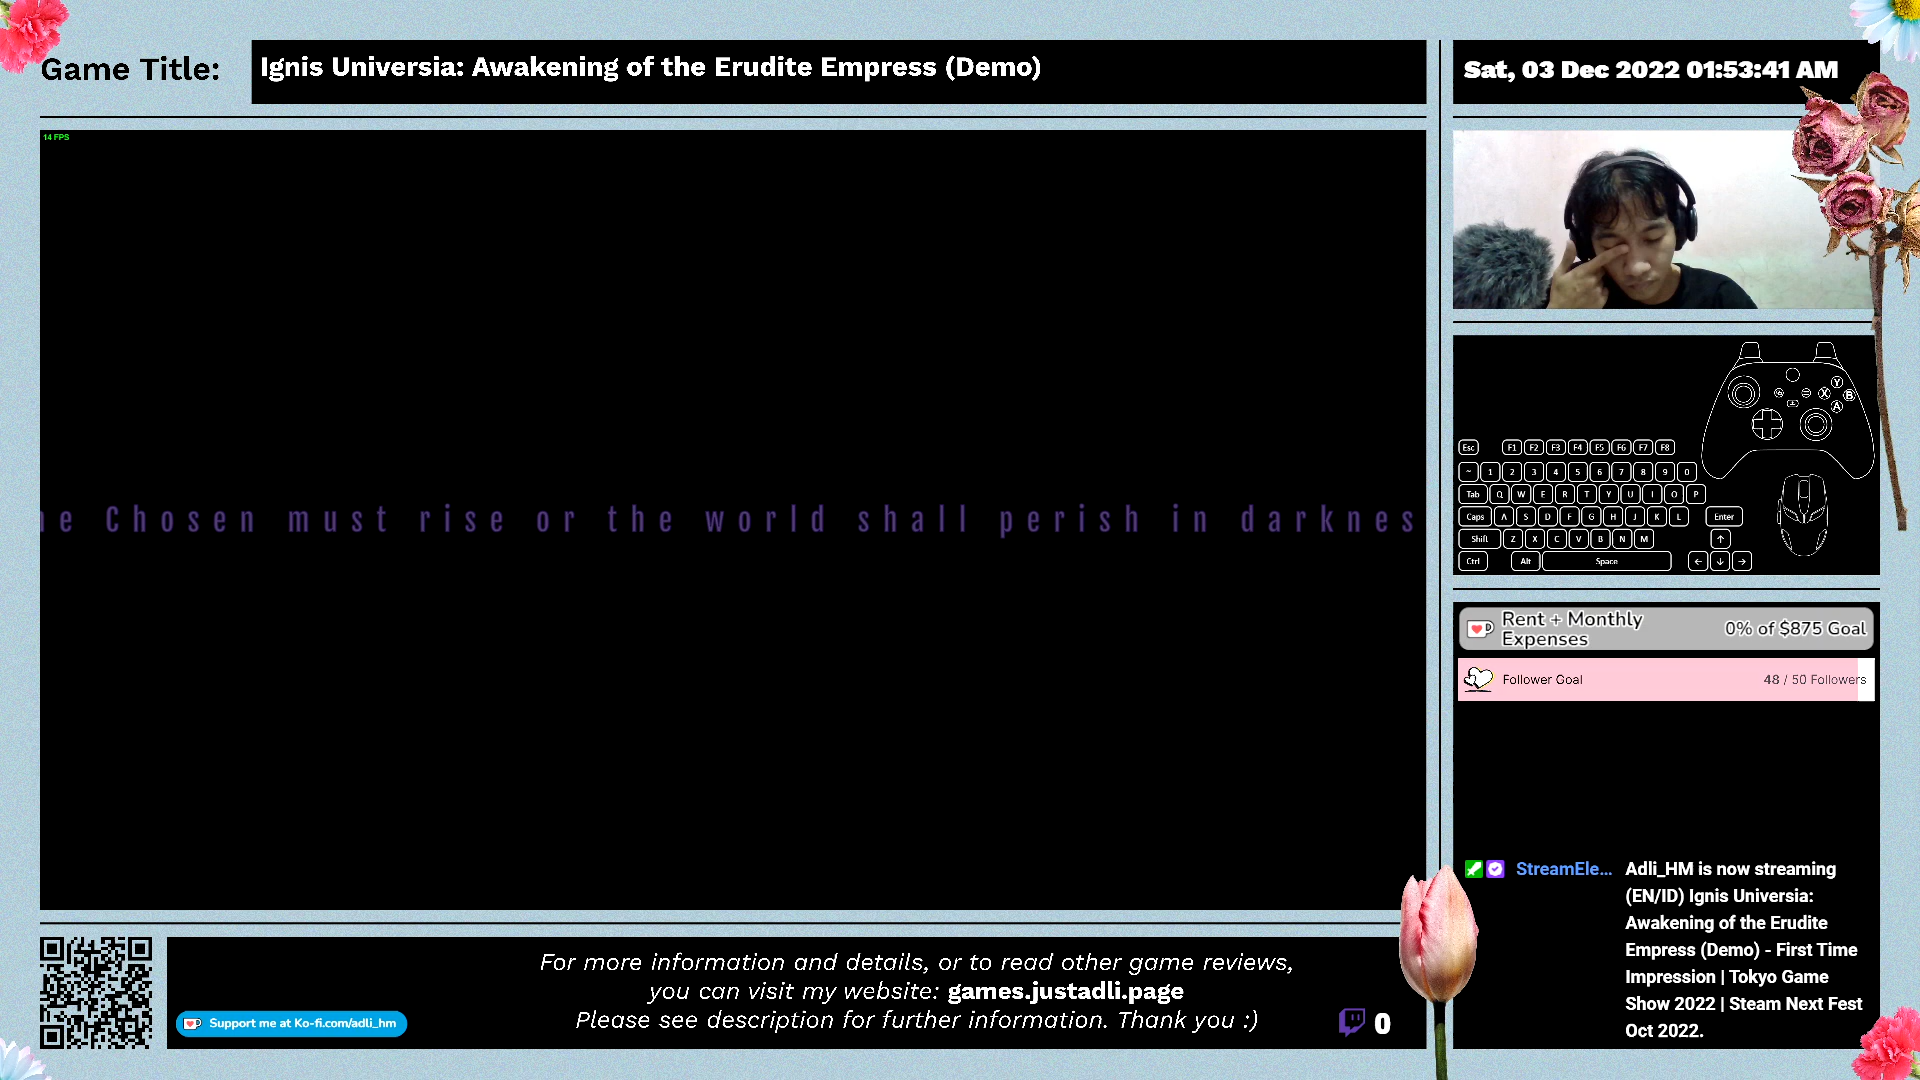 Game Title:
Ignis Universia: Awakening of the Erudite Empress (Demo)
Sat, 03 Dec 2022 01:53:41 AM
14 FPS
Chosen must rise or the world shall perish in darknes
Y
X B
A
Esc F1 F2 F3 F4 F5 F6 F7 F8
~ 1 2 3 4 5 6 7 8 9 0
Tab Q W E R T Y U I O P
Caps A S D F G H J K L Enter
Shift Z X C V B N M ↑
Ctrl Alt Space ← ↓ →
Rent + Monthly
Expenses
0% of $875 Goal
Follower Goal
48 / 50 Followers
StreamEle...
Adli_HM is now streaming
(EN/ID) Ignis Universia:
Awakening of the Erudite
Empress (Demo) - First Time
Impression | Tokyo Game
Show 2022 | Steam Next Fest
Oct 2022.
For more information and details, or to read other game reviews,
you can visit my website: games.justadli.page
Please see description for further information. Thank you :)
Support me at Ko-fi.com/adli_hm
0